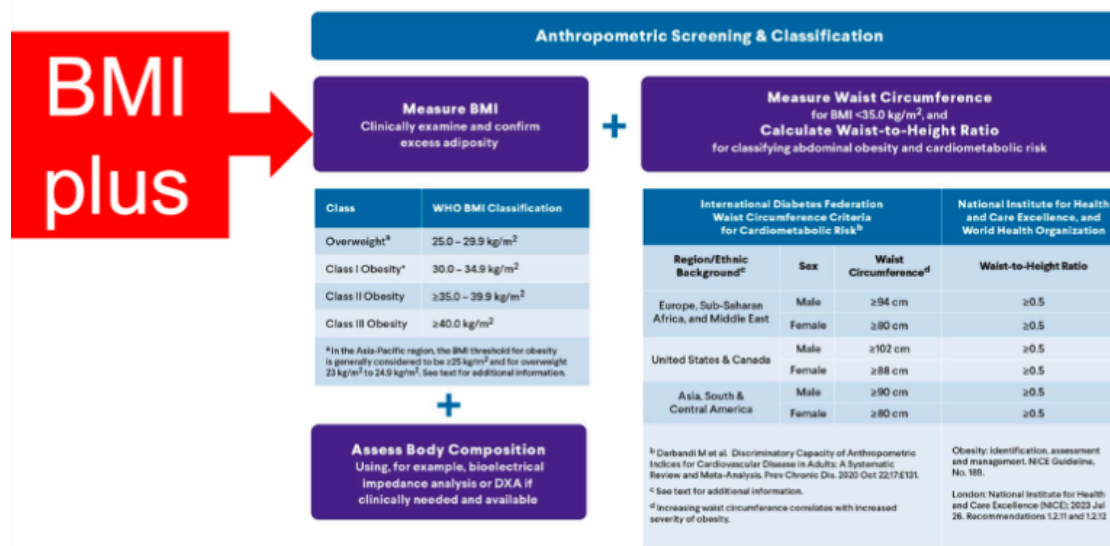 BMI
plus
Anthropometric Screening & Classification
Measure BMI
Clinically examine and confirm
excess adiposity
+
Measure Waist Circumference
for BMI <35.0 kg/m², and
Calculate Waist-to-Height Ratio
for classifying abdominal obesity and cardiometabolic risk
Class WHO BMI Classification
Overweightᵃ 25.0 – 29.9 kg/m²
Class I Obesity* 30.0 – 34.9 kg/m²
Class II Obesity ≥35.0 – 39.9 kg/m²
Class III Obesity ≥40.0 kg/m²
ᵃ In the Asia-Pacific region, the BMI threshold for obesity
is generally considered to be ≥25 kg/m² and for overweight
23 kg/m² to 24.9 kg/m². See text for additional information.
+
Assess Body Composition
Using, for example, bioelectrical
impedance analysis or DXA if
clinically needed and available
International Diabetes Federation
Waist Circumference Criteria
for Cardiometabolic Riskᵇ
National Institute for Health
and Care Excellence, and
World Health Organization
Region/Ethnic
Backgroundᶜ
Sex
Waist
Circumferenceᵈ
Waist-to-Height Ratio
Europe, Sub-Saharan
Africa, and Middle East
Male ≥94 cm ≥0.5
Female ≥80 cm ≥0.5
United States & Canada
Male ≥102 cm ≥0.5
Female ≥88 cm ≥0.5
Asia, South &
Central America
Male ≥90 cm ≥0.5
Female ≥80 cm ≥0.5
ᵇ Darbandi M et al. Discriminatory Capacity of Anthropometric
Indices for Cardiovascular Disease in Adults: A Systematic
Review and Meta-Analysis. Prev Chronic Dis. 2020 Oct 22;17:E131.
ᶜ See text for additional information.
ᵈ Increasing waist circumference correlates with increased
severity of obesity.
Obesity: identification, assessment
and management. NICE Guideline,
No. 189.
London: National Institute for Health
and Care Excellence (NICE); 2023 Jul
26. Recommendations 1.2.11 and 1.2.12